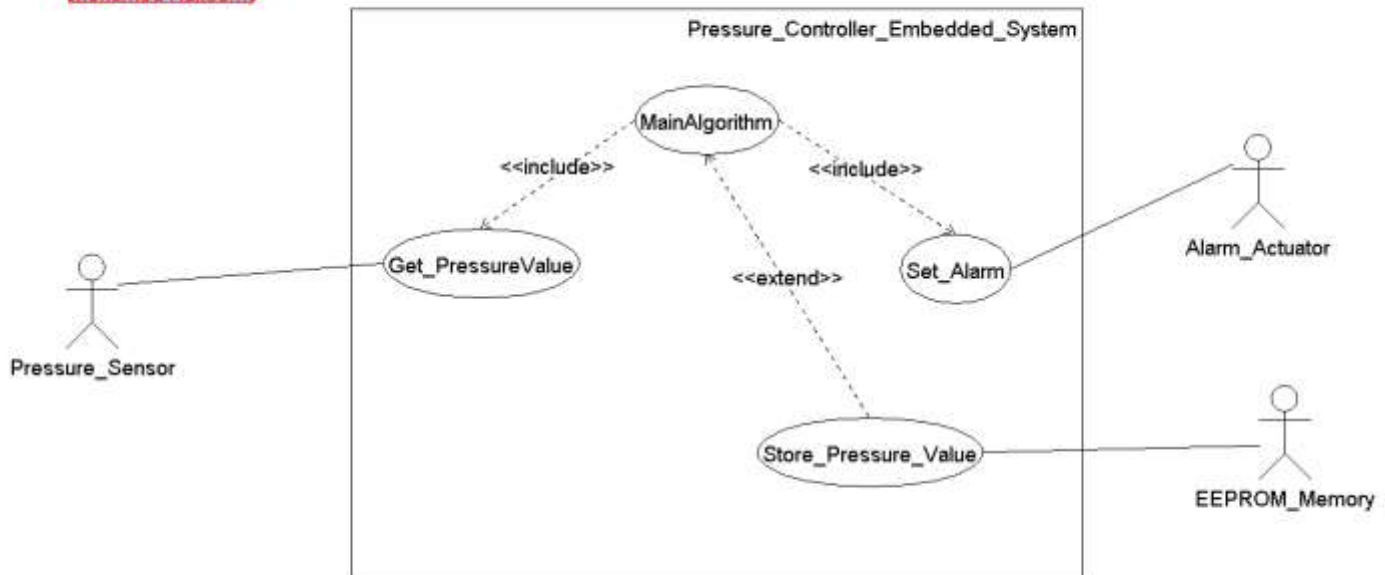 Pressure_Controller_Embedded_System
MainAlgorithm
<<include>>
<<include>>
Get_PressureValue
Set_Alarm
Alarm_Actuator
<<extend>>
Pressure_Sensor
Store_Pressure_Value
EEPROM_Memory